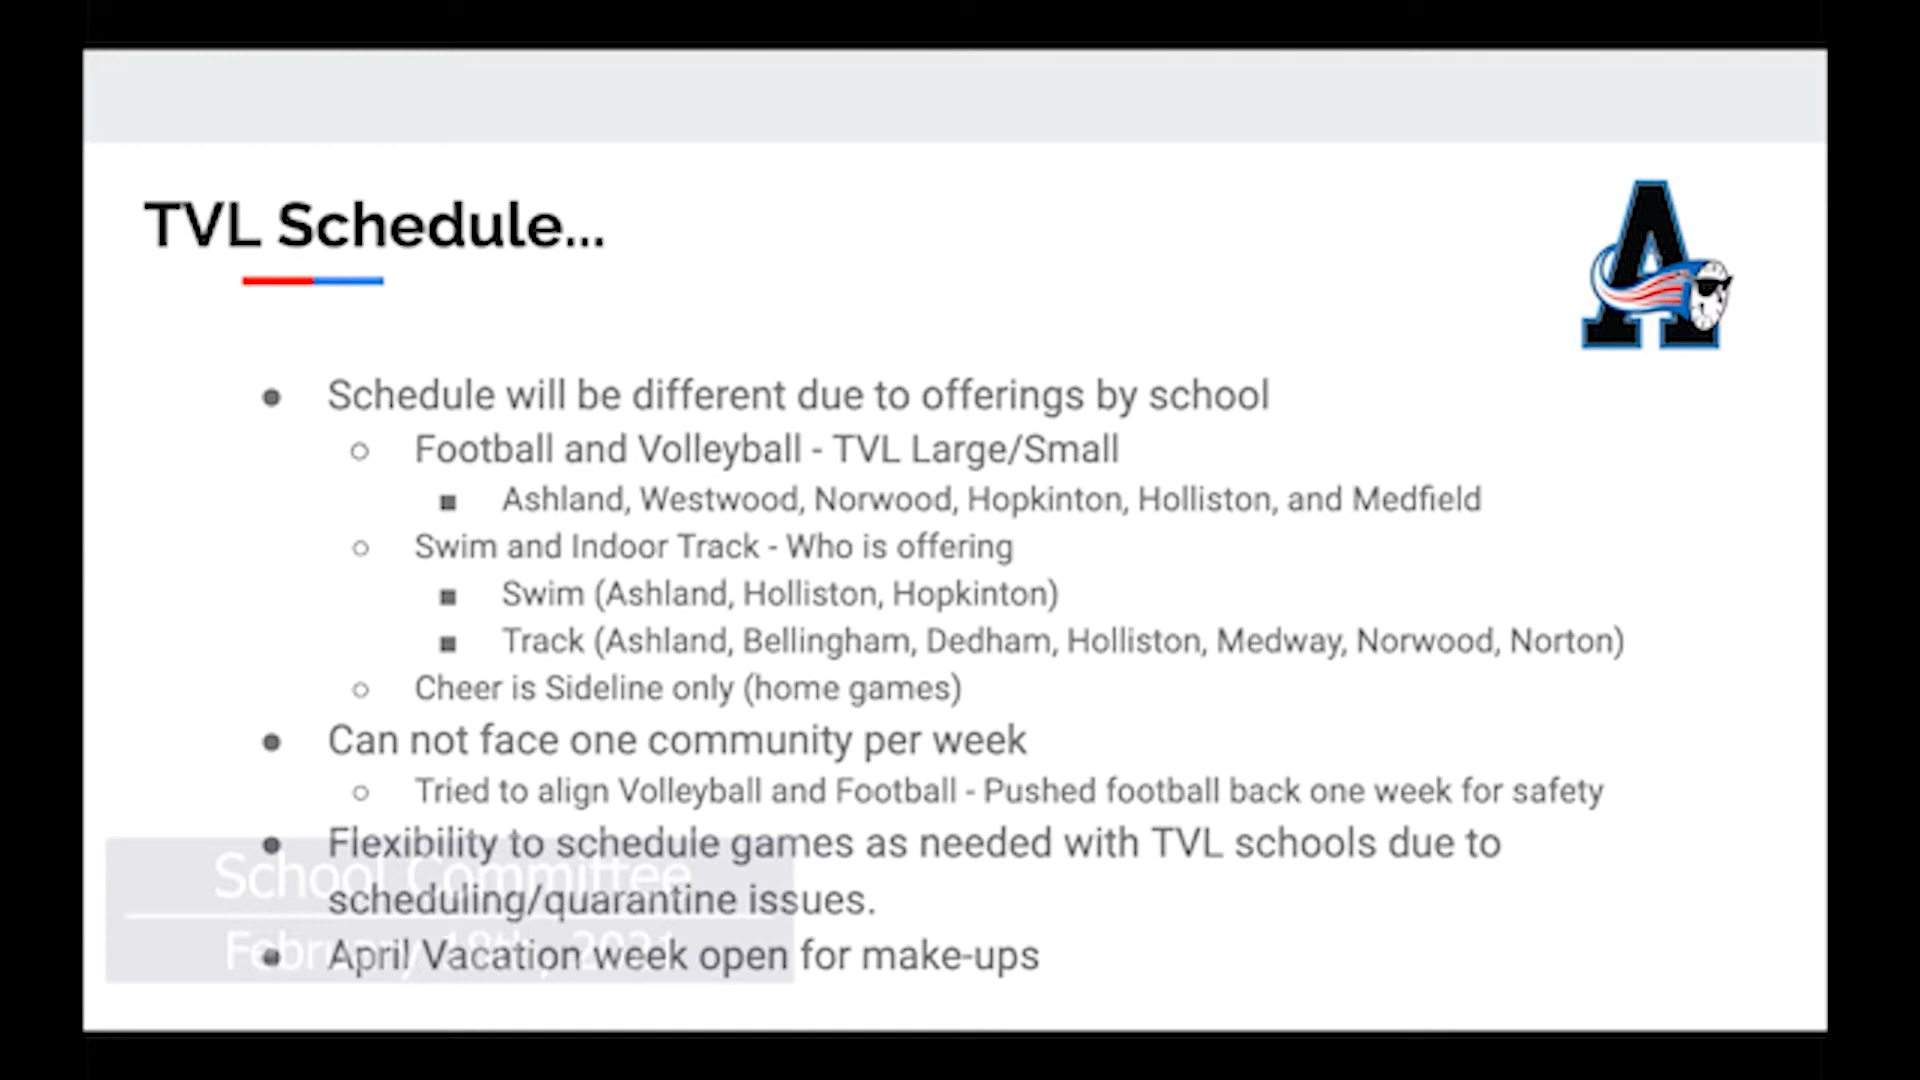 TVL Schedule...
A
● Schedule will be different due to offerings by school
○ Football and Volleyball - TVL Large/Small
■ Ashland, Westwood, Norwood, Hopkinton, Holliston, and Medfield
○ Swim and Indoor Track - Who is offering
■ Swim (Ashland, Holliston, Hopkinton)
■ Track (Ashland, Bellingham, Dedham, Holliston, Medway, Norwood, Norton)
○ Cheer is Sideline only (home games)
● Can not face one community per week
○ Tried to align Volleyball and Football - Pushed football back one week for safety
● Flexibility to schedule games as needed with TVL schools due to
scheduling/quarantine issues.
● April Vacation week open for make-ups
School Committee
February 18th, 2021